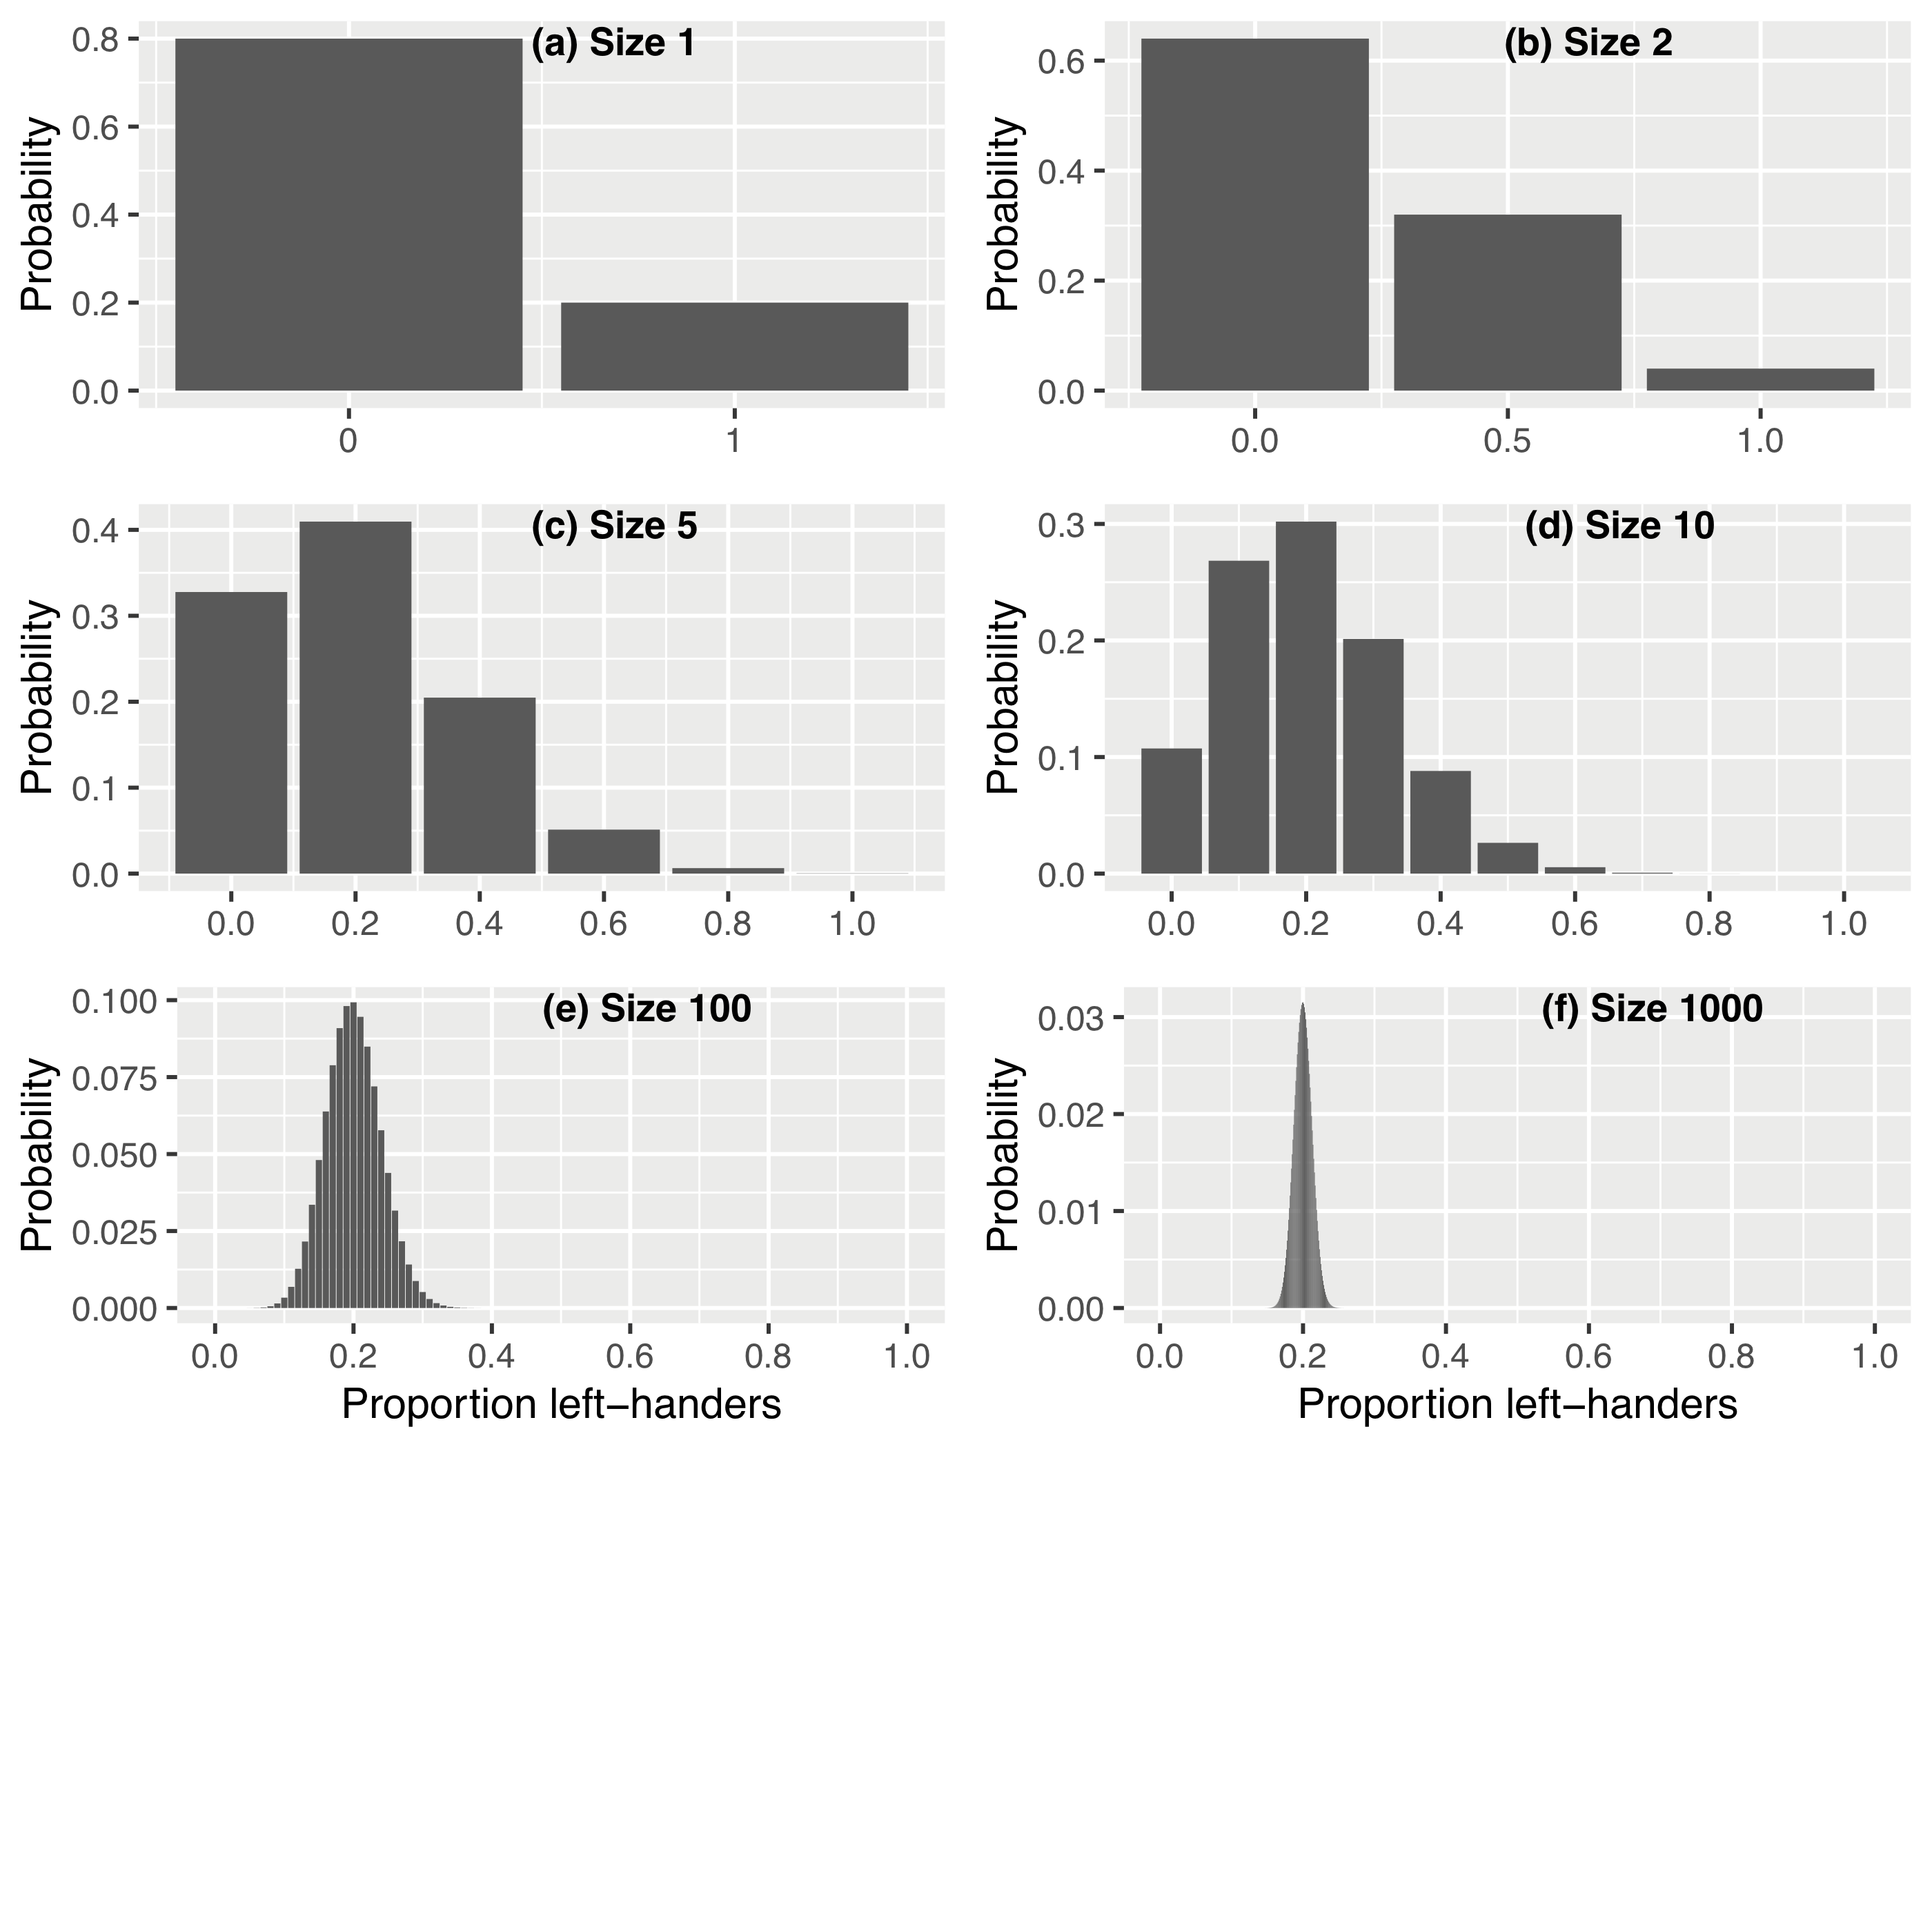 (a) Size 1
Probability
0.8
0.6
0.4
0.2
0.0
0 1
(b) Size 2
Probability
0.6
0.4
0.2
0.0
0.0 0.5 1.0
(c) Size 5
Probability
0.4
0.3
0.2
0.1
0.0
0.0 0.2 0.4 0.6 0.8 1.0
(d) Size 10
Probability
0.3
0.2
0.1
0.0
0.0 0.2 0.4 0.6 0.8 1.0
(e) Size 100
Probability
0.100
0.075
0.050
0.025
0.000
0.0 0.2 0.4 0.6 0.8 1.0
Proportion left−handers
(f) Size 1000
Probability
0.03
0.02
0.01
0.00
0.0 0.2 0.4 0.6 0.8 1.0
Proportion left−handers